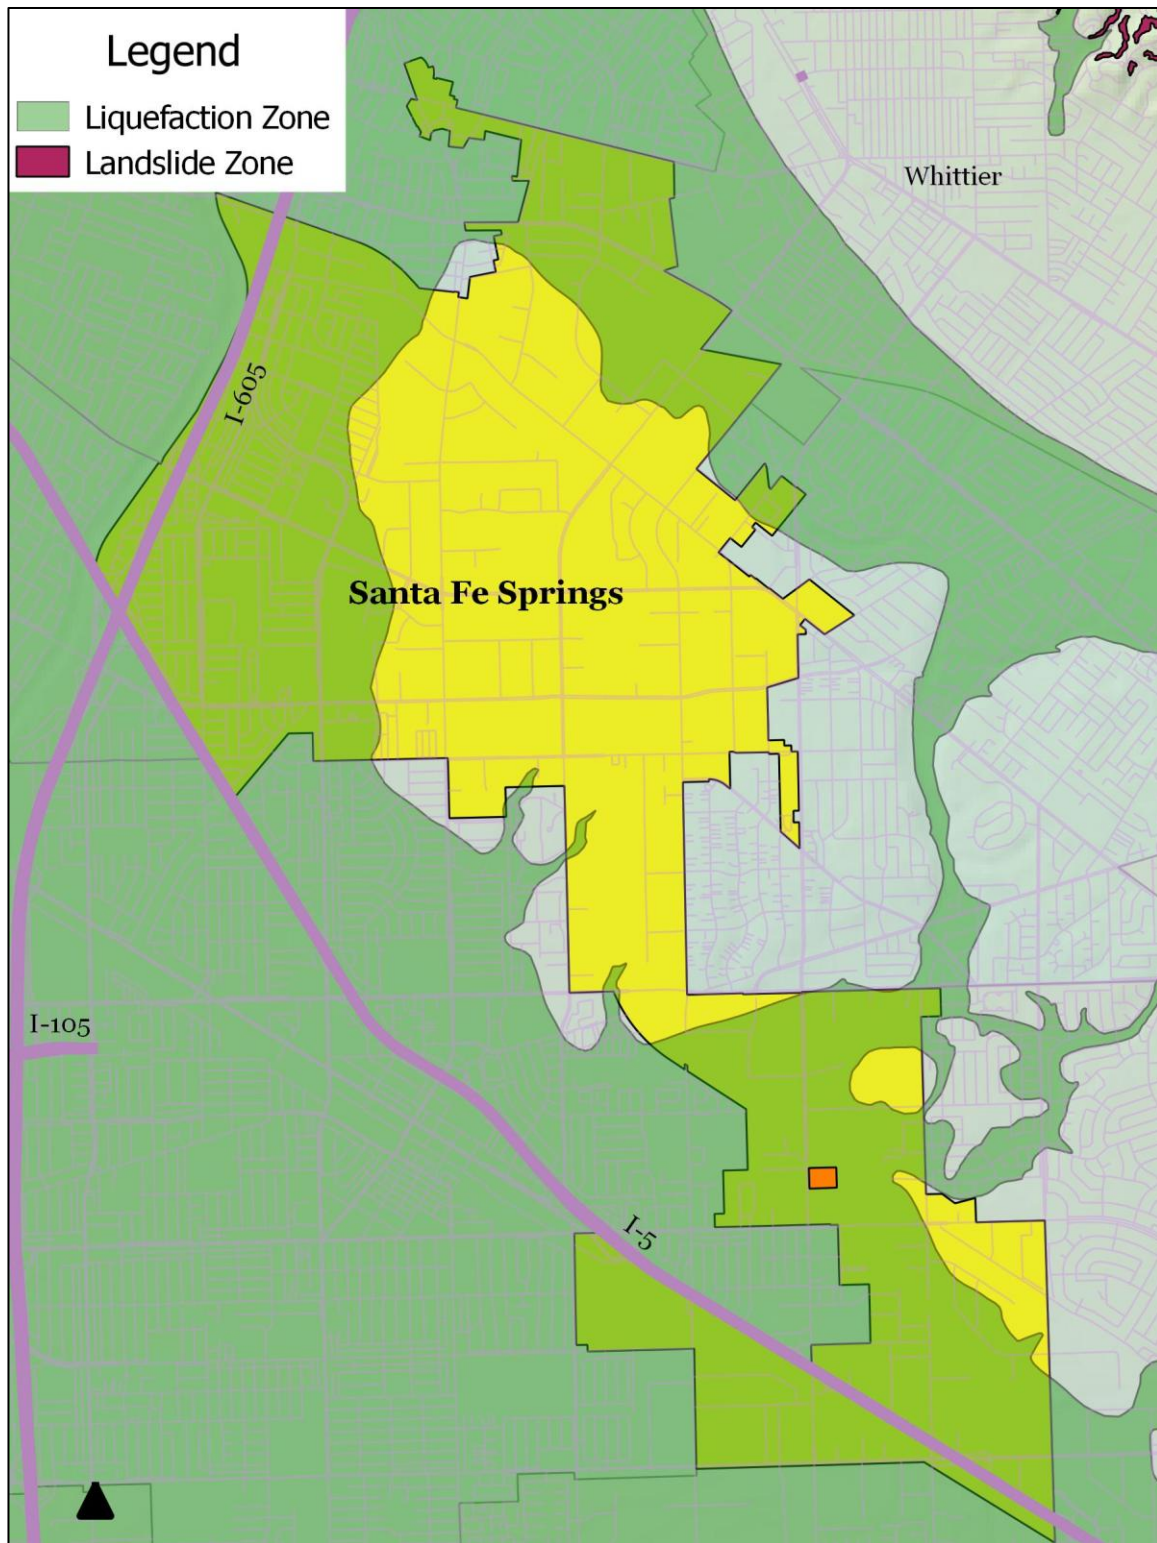 Legend
Liquefaction Zone
Landslide Zone
Whittier
I-605
Santa Fe Springs
I-105
I-5